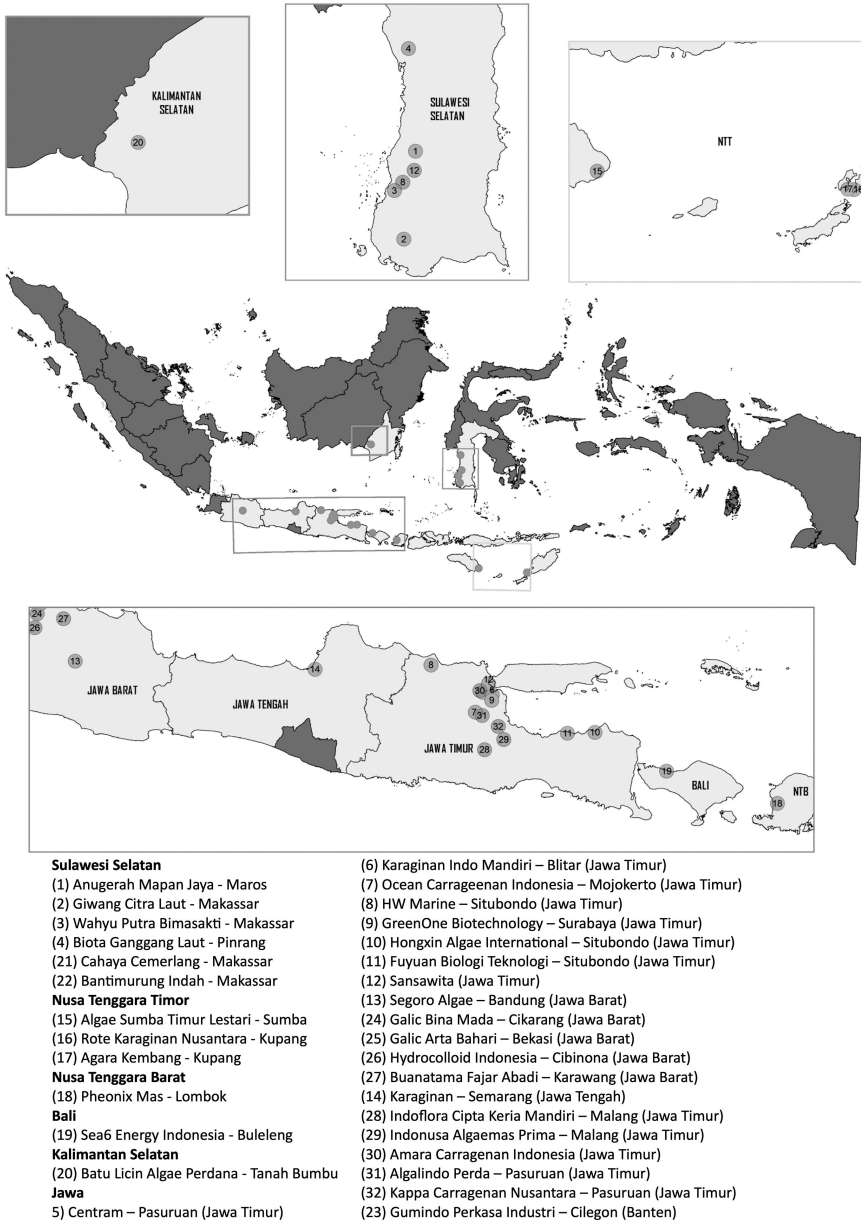 KALIMANTAN
SELATAN
20
4
SULAWESI
SELATAN
1
12
8
3
2
NTT
15
17
16
24
27
26
13
JAWA BARAT
JAWA TENGAH
14
8
12
30
6
9
7
31
32
29
28
JAWA TIMUR
11
10
19
BALI
NTB
18
Sulawesi Selatan
(1) Anugerah Mapan Jaya - Maros
(2) Giwang Citra Laut - Makassar
(3) Wahyu Putra Bimasakti - Makassar
(4) Biota Ganggang Laut - Pinrang
(21) Cahaya Cemerlang - Makassar
(22) Bantimurung Indah - Makassar
Nusa Tenggara Timor
(15) Algae Sumba Timur Lestari - Sumba
(16) Rote Karaginan Nusantara - Kupang
(17) Agara Kembang - Kupang
Nusa Tenggara Barat
(18) Pheonix Mas - Lombok
Bali
(19) Sea6 Energy Indonesia - Buleleng
Kalimantan Selatan
(20) Batu Licin Algae Perdana - Tanah Bumbu
Jawa
5) Centram – Pasuruan (Jawa Timur)
(6) Karaginan Indo Mandiri – Blitar (Jawa Timur)
(7) Ocean Carrageenan Indonesia – Mojokerto (Jawa Timur)
(8) HW Marine – Situbondo (Jawa Timur)
(9) GreenOne Biotechnology – Surabaya (Jawa Timur)
(10) Hongxin Algae International – Situbondo (Jawa Timur)
(11) Fuyuan Biologi Teknologi – Situbondo (Jawa Timur)
(12) Sansawita (Jawa Timur)
(13) Segoro Algae – Bandung (Jawa Barat)
(24) Galic Bina Mada – Cikarang (Jawa Barat)
(25) Galic Arta Bahari – Bekasi (Jawa Barat)
(26) Hydrocolloid Indonesia – Cibinona (Jawa Barat)
(27) Buanatama Fajar Abadi – Karawang (Jawa Barat)
(14) Karaginan – Semarang (Jawa Tengah)
(28) Indoflora Cipta Keria Mandiri – Malang (Jawa Timur)
(29) Indonusa Algaemas Prima – Malang (Jawa Timur)
(30) Amara Carragenan Indonesia (Jawa Timur)
(31) Algalindo Perda – Pasuruan (Jawa Timur)
(32) Kappa Carragenan Nusantara – Pasuruan (Jawa Timur)
(23) Gumindo Perkasa Industri – Cilegon (Banten)